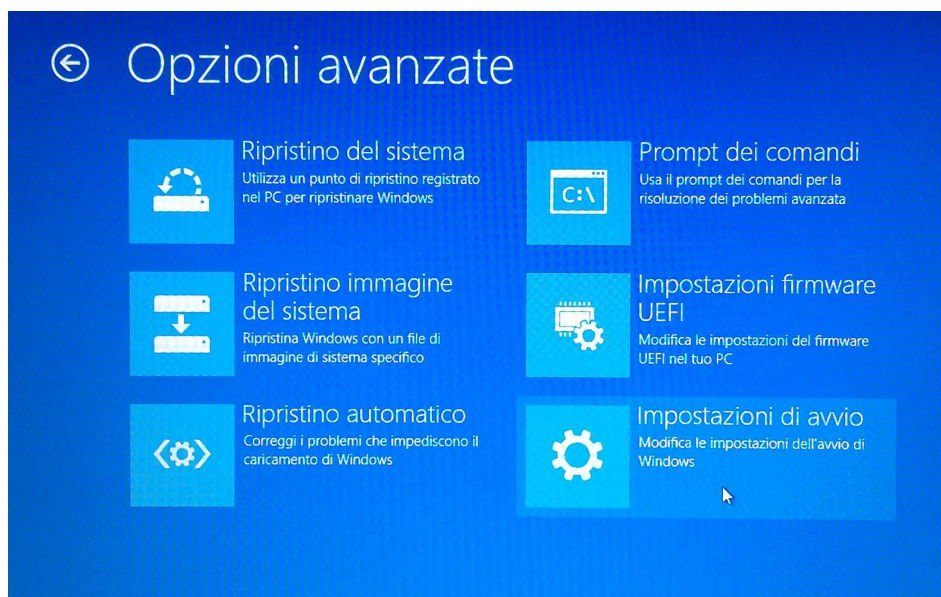 Opzioni avanzate
Ripristino del sistema
Utilizza un punto di ripristino registrato
nel PC per ripristinare Windows
Prompt dei comandi
Usa il prompt dei comandi per la
risoluzione dei problemi avanzata
C:\
Ripristino immagine
del sistema
Ripristina Windows con un file di
immagine di sistema specifico
Impostazioni firmware
UEFI
Modifica le impostazioni del firmware
UEFI nel tuo PC
Ripristino automatico
Correggi i problemi che impediscono il
caricamento di Windows
Impostazioni di avvio
Modifica le impostazioni dell'avvio di
Windows